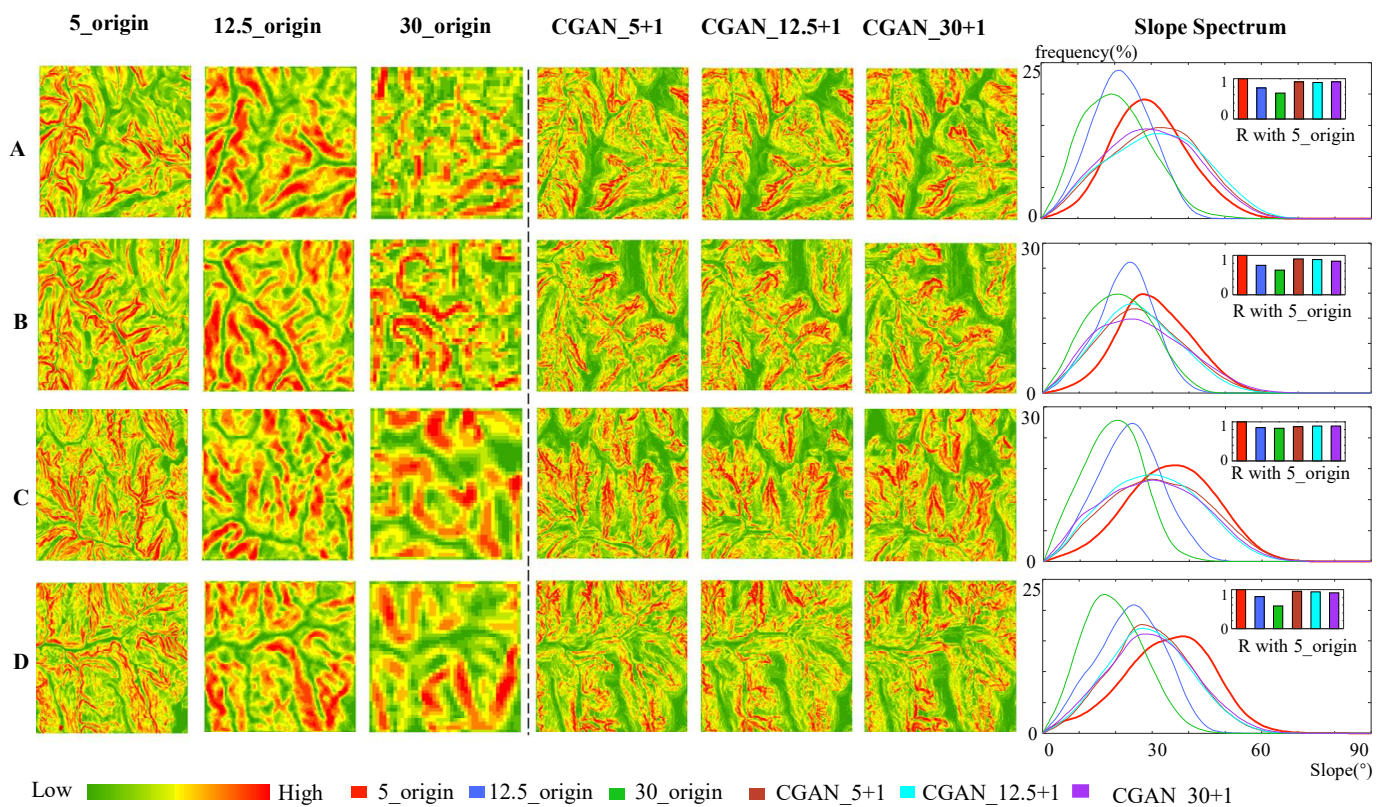 5_origin 12.5_origin 30_origin CGAN_5+1 CGAN_12.5+1 CGAN_30+1 Slope Spectrum
frequency(%)
25
1
0
R with 5_origin
A
0
30
1
0
R with 5_origin
B
0
30
1
0
R with 5_origin
C
0
25
1
0
R with 5_origin
D
0
0 30 60 90
Slope(°)
Low High 5_origin 12.5_origin 30_origin CGAN_5+1 CGAN_12.5+1 CGAN_30+1